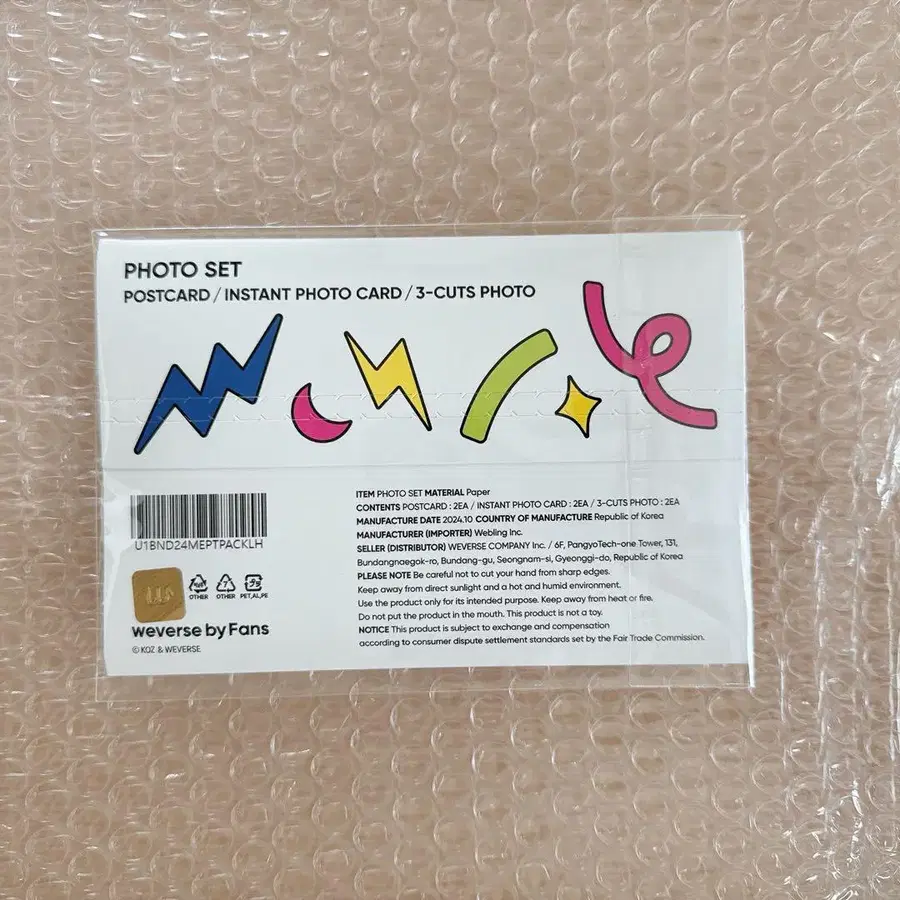 PHOTO SET
POSTCARD / INSTANT PHOTO CARD / 3-CUTS PHOTO
U1BND24MEPTPACKLH
OTHER OTHER PET,AL,PE
weverse by Fans
© KOZ & WEVERSE
ITEM PHOTO SET MATERIAL Paper
CONTENTS POSTCARD : 2EA / INSTANT PHOTO CARD : 2EA / 3-CUTS PHOTO : 2EA
MANUFACTURE DATE 2024.10 COUNTRY OF MANUFACTURE Republic of Korea
MANUFACTURER (IMPORTER) Webling Inc.
SELLER (DISTRIBUTOR) WEVERSE COMPANY Inc. / 6F, PangyoTech-one Tower, 131,
Bundangnaegok-ro, Bundang-gu, Seongnam-si, Gyeonggi-do, Republic of Korea
PLEASE NOTE Be careful not to cut your hand from sharp edges.
Keep away from direct sunlight and a hot and humid environment.
Use the product only for its intended purpose. Keep away from heat or fire.
Do not put the product in the mouth. This product is not a toy.
NOTICE This product is subject to exchange and compensation
according to consumer dispute settlement standards set by the Fair Trade Commission.